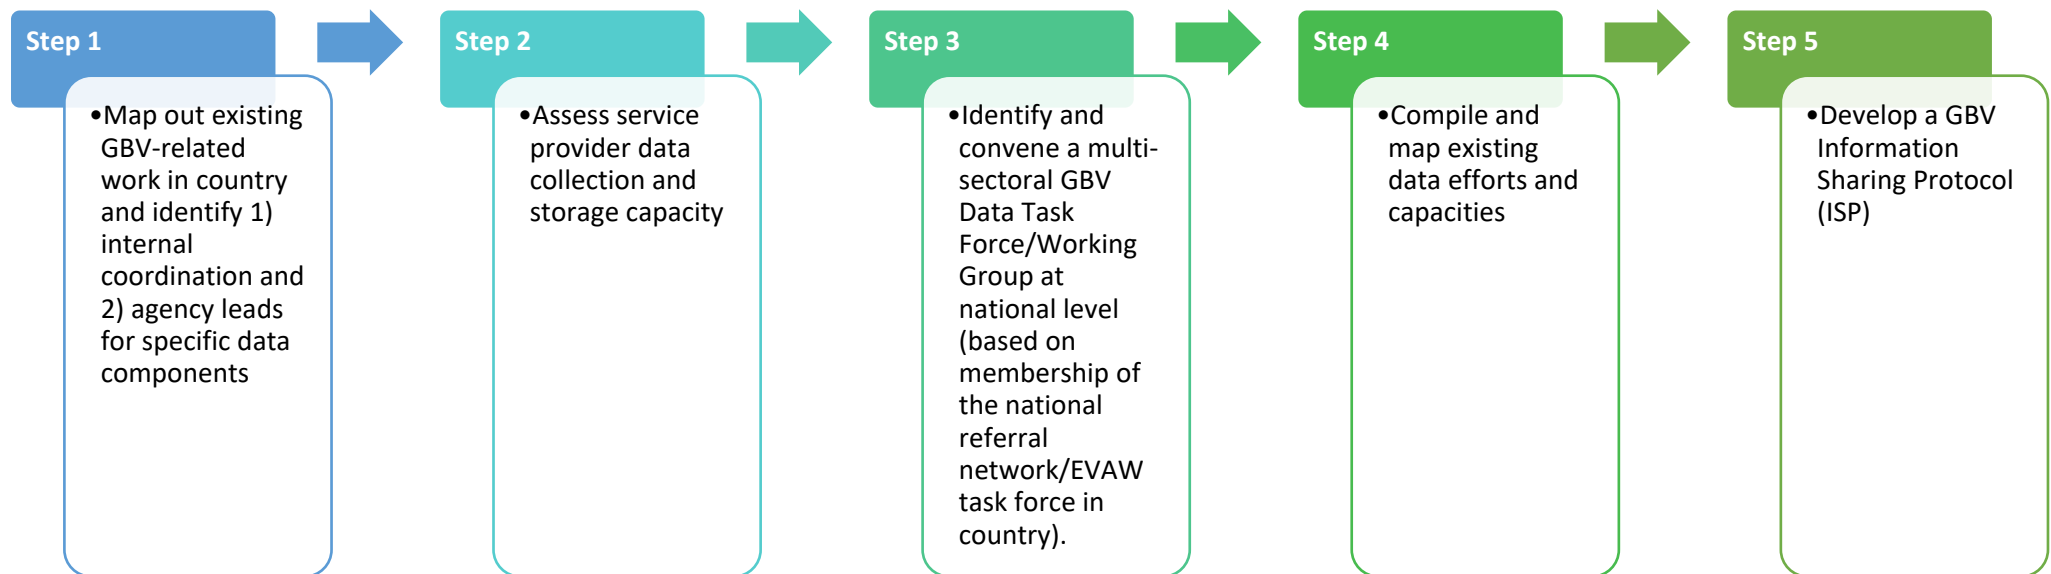 Step 1
•Map out existing
GBV-related
work in country
and identify 1)
internal
coordination and
2) agency leads
for specific data
components
Step 2
•Assess service
provider data
collection and
storage capacity
Step 3
•Identify and
convene a multi-
sectoral GBV
Data Task
Force/Working
Group at
national level
(based on
membership of
the national
referral
network/EVAW
task force in
country).
Step 4
•Compile and
map existing
data efforts and
capacities
Step 5
•Develop a GBV
Information
Sharing Protocol
(ISP)